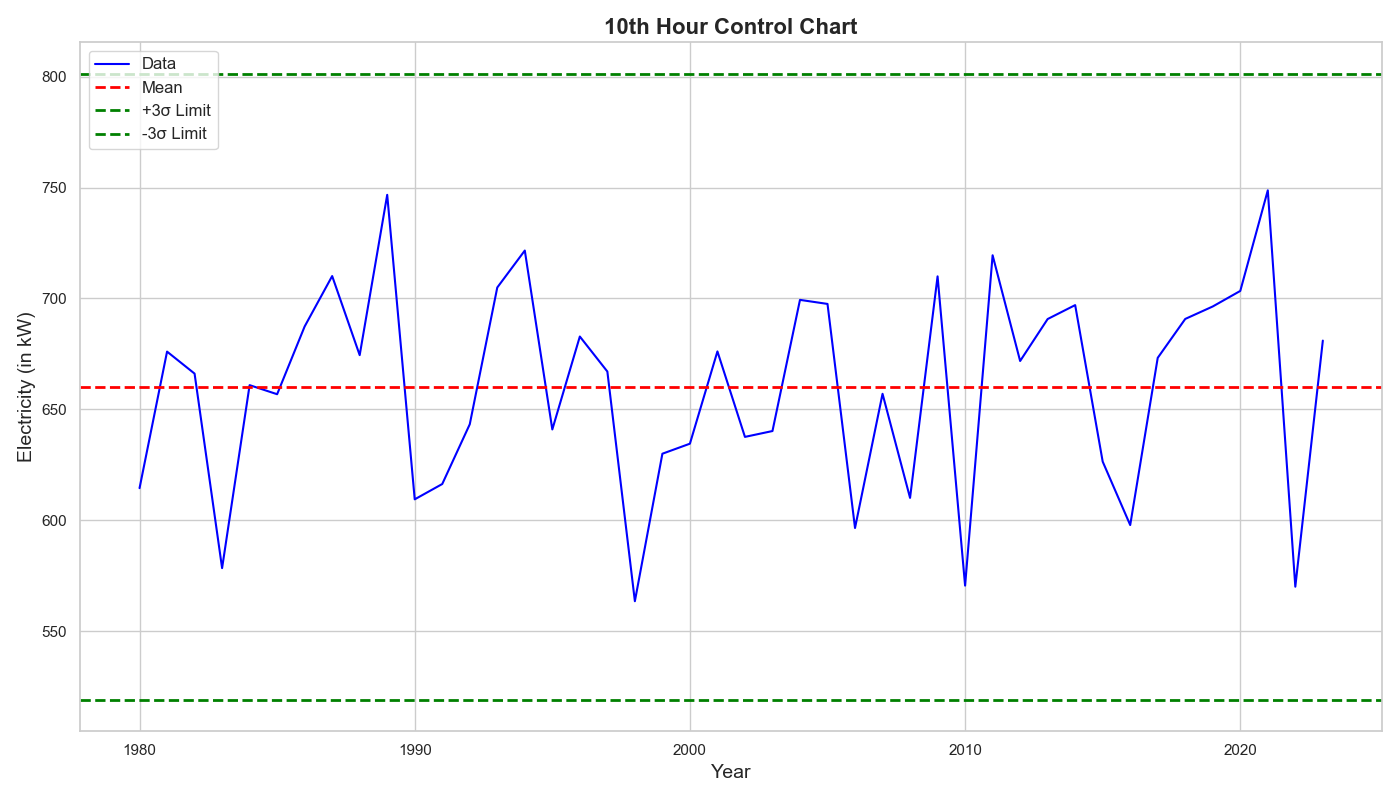 10th Hour Control Chart
Data
Mean
+3σ Limit
-3σ Limit
Electricity (in kW)
800
750
700
650
600
550
1980
1990
2000
2010
2020
Year